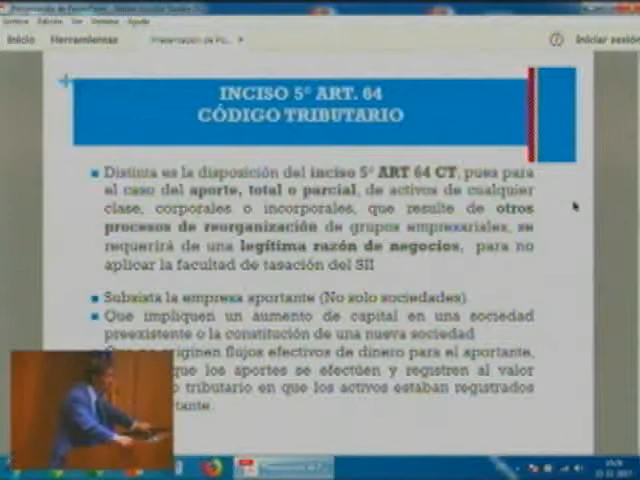 Inicio Herramientas Presentación de Po... Iniciar sesión
INCISO 5° ART. 64
CÓDIGO TRIBUTARIO
Distinta es la disposición del inciso 5° ART 64 CT, pues para
el caso del aporte, total o parcial, de activos de cualquier
clase, corporales o incorporales, que resulte de otros
procesos de reorganización de grupos empresariales, se
requerirá de una legítima razón de negocios, para no
aplicar la facultad de tasación del SII
Subsista la empresa aportante (No solo sociedades)
Que impliquen un aumento de capital en una sociedad
preexistente o la constitución de una nueva sociedad
originen flujos efectivos de dinero para el aportante,
que los aportes se efectúen y registren al valor
tributario en que los activos estaban registrados
tante.